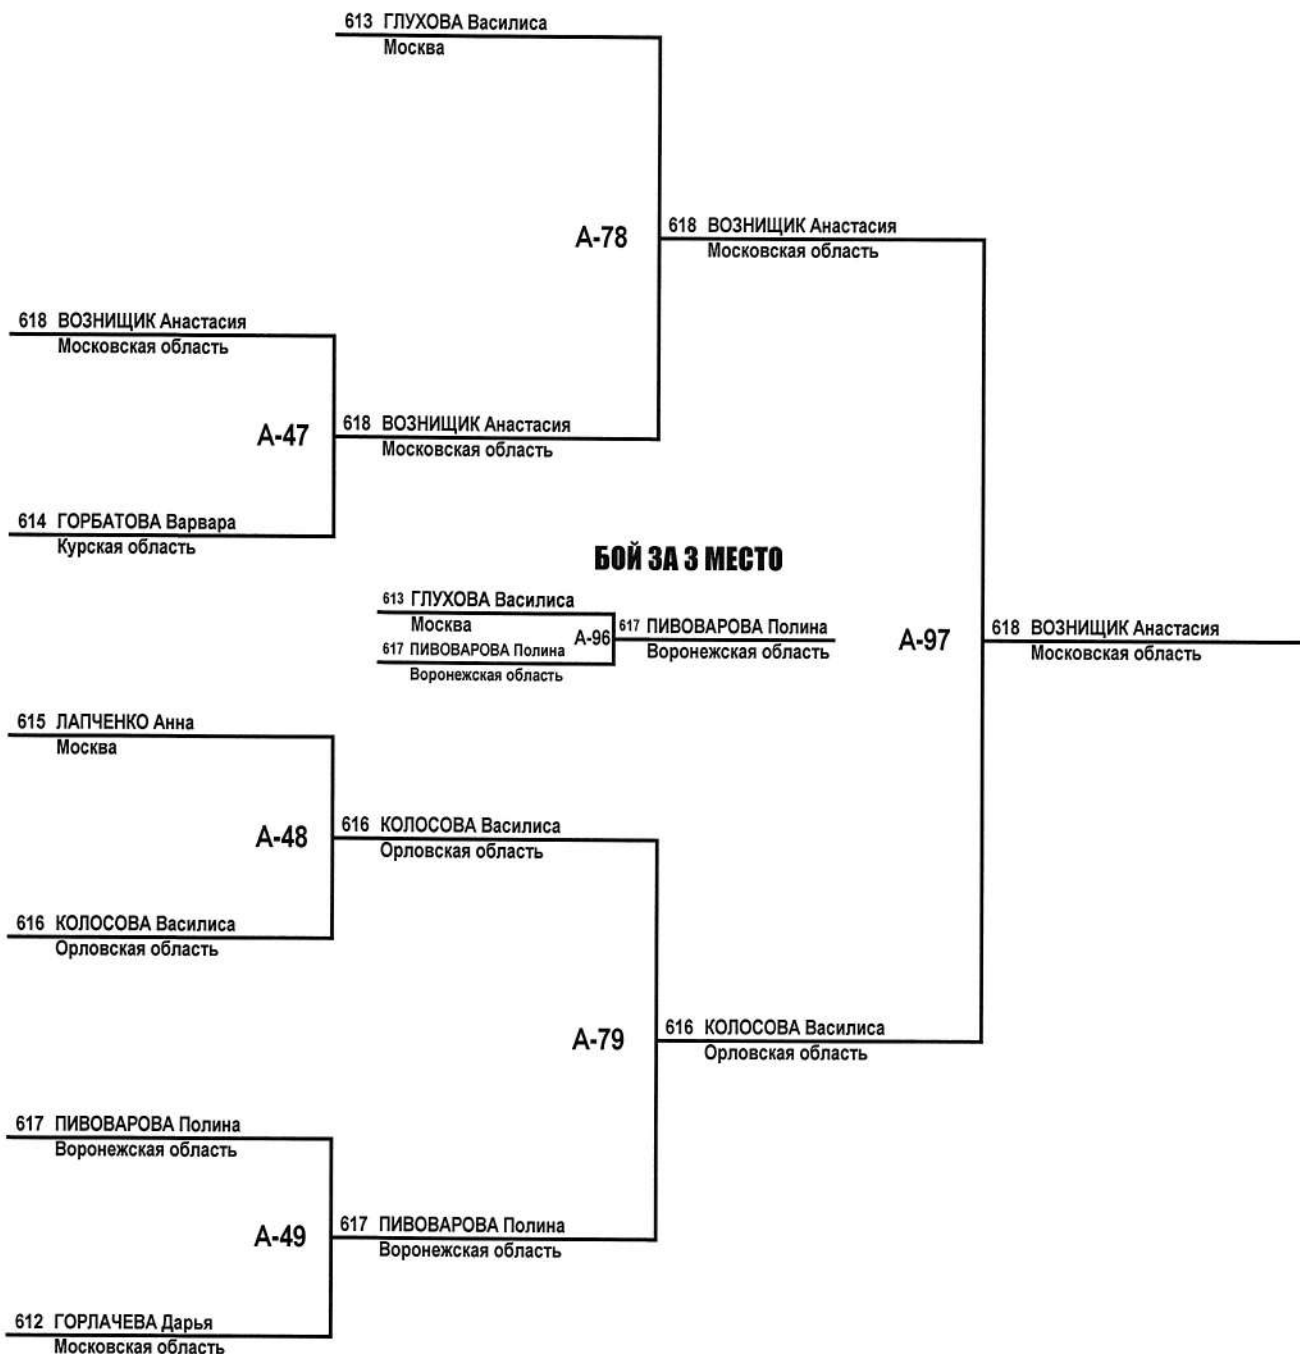 613 ГЛУХОВА Василиса
Москва
А-78
618 ВОЗНИЩИК Анастасия
Московская область
618 ВОЗНИЩИК Анастасия
Московская область
А-47
618 ВОЗНИЩИК Анастасия
Московская область
614 ГОРБАТОВА Варвара
Курская область
БОЙ ЗА 3 МЕСТО
613 ГЛУХОВА Василиса
Москва
617 ПИВОВАРОВА Полина
Воронежская область
А-96
617 ПИВОВАРОВА Полина
Воронежская область
А-97
618 ВОЗНИЩИК Анастасия
Московская область
615 ЛАПЧЕНКО Анна
Москва
А-48
616 КОЛОСОВА Василиса
Орловская область
616 КОЛОСОВА Василиса
Орловская область
А-79
616 КОЛОСОВА Василиса
Орловская область
617 ПИВОВАРОВА Полина
Воронежская область
А-49
617 ПИВОВАРОВА Полина
Воронежская область
612 ГОРЛАЧЕВА Дарья
Московская область